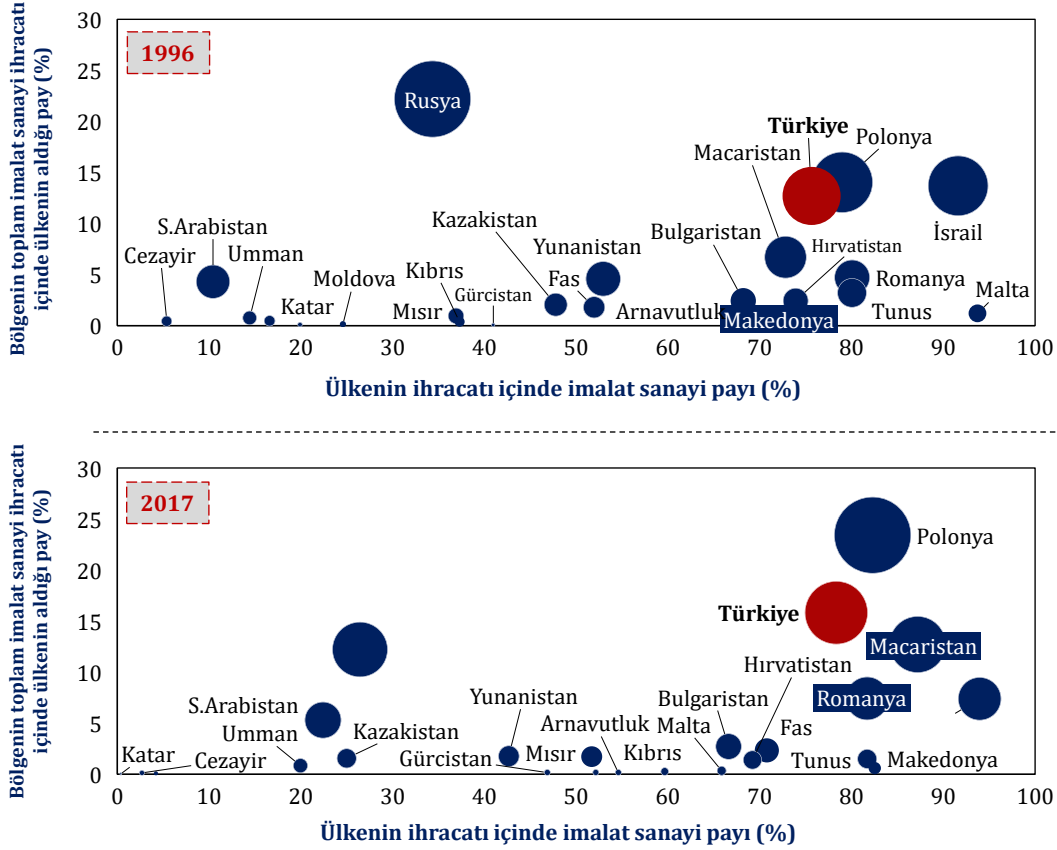 Bölgenin toplam imalat sanayi ihracatı
içinde ülkenin aldığı pay (%)
30
25
20
15
10
5
0
1996
Rusya
Türkiye
Polonya
Macaristan
İsrail
S.Arabistan
Cezayir
Umman
Kazakistan
Yunanistan
Bulgaristan
Hırvatistan
Katar
Moldova
Kıbrıs
Mısır
Gürcistan
Fas
Arnavutluk
Makedonya
Romanya
Tunus
Malta
0 10 20 30 40 50 60 70 80 90 100
Ülkenin ihracatı içinde imalat sanayi payı (%)
Bölgenin toplam imalat sanayi ihracatı
içinde ülkenin aldığı pay (%)
30
25
20
15
10
5
0
2017
Polonya
Türkiye
Macaristan
Hırvatistan
Romanya
S.Arabistan
Umman
Kazakistan
Katar
Cezayir
Yunanistan
Gürcistan
Mısır
Arnavutluk
Kıbrıs
Malta
Bulgaristan
Fas
Tunus
Makedonya
0 10 20 30 40 50 60 70 80 90 100
Ülkenin ihracatı içinde imalat sanayi payı (%)